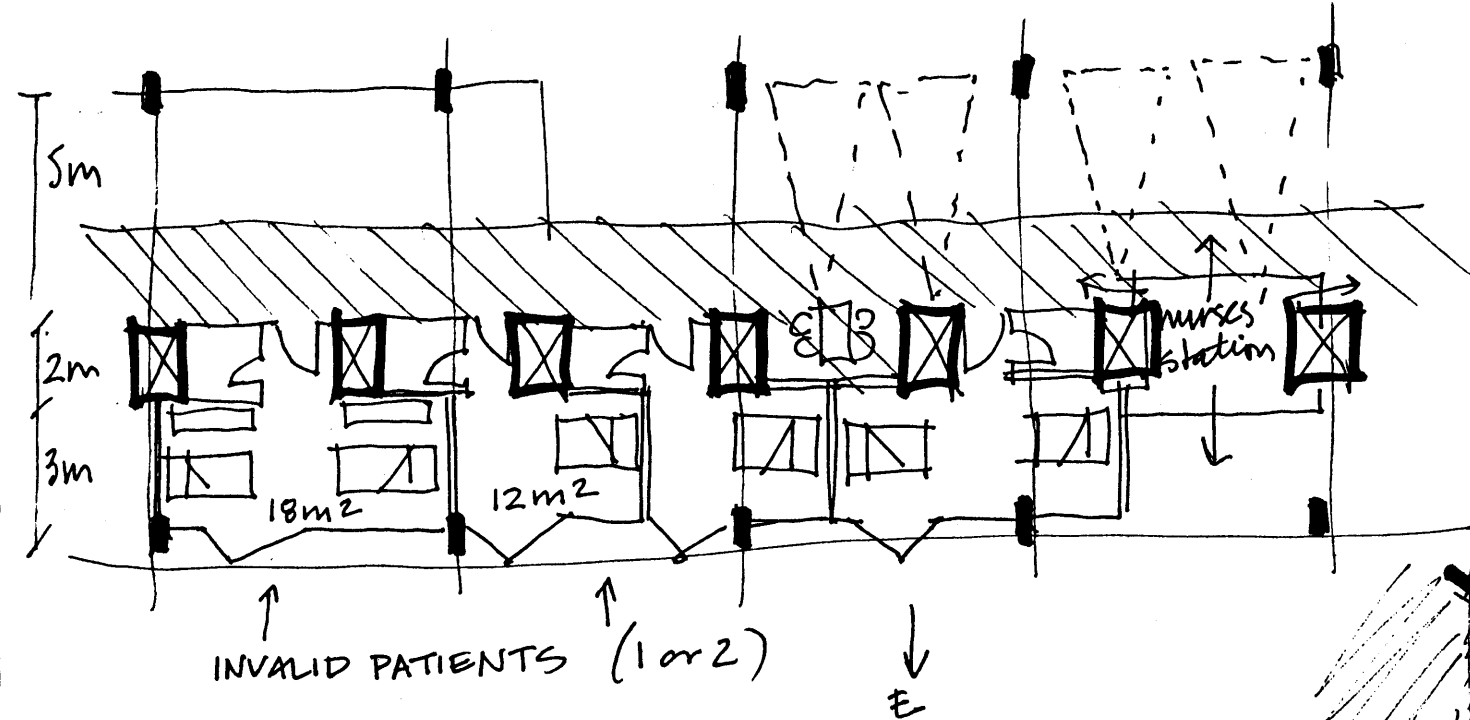 5m
nurses'
station
2m
3m
18m2
12m2
INVALID PATIENTS (1 or 2)
E